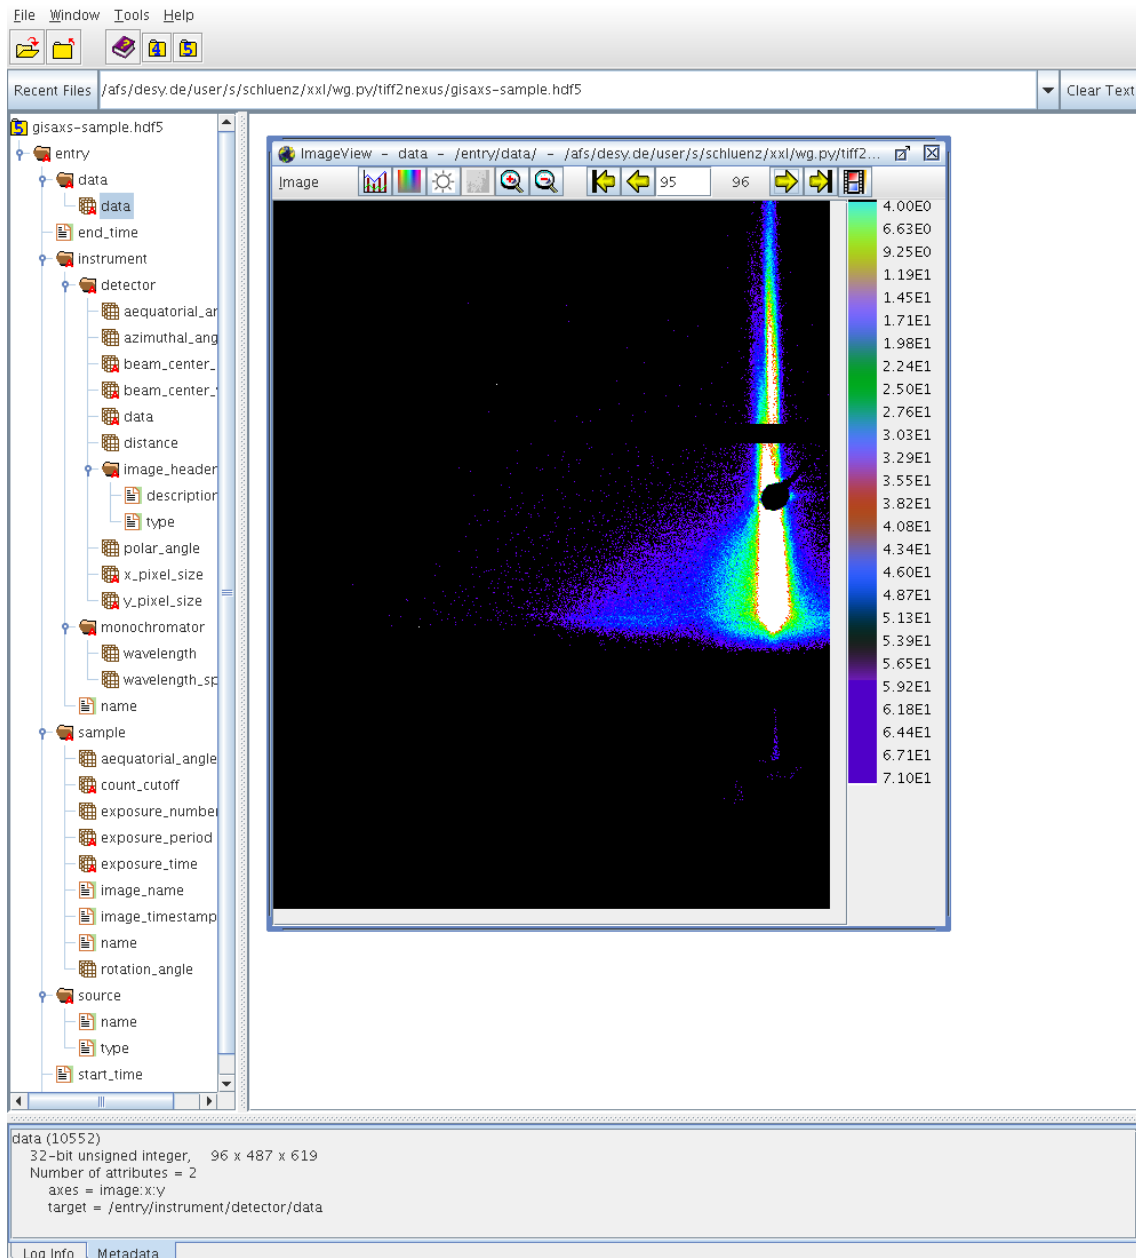 File Window Tools Help
4 5
Recent Files /afs/desy.de/user/s/schluenz/xxl/wg.py/tiff2nexus/gisaxs-sample.hdf5 Clear Text
5 gisaxs-sample.hdf5
entry
data
data
end_time
instrument
detector
aequatorial_ar
azimuthal_ang
beam_center_
beam_center_
data
distance
image_header
description
type
polar_angle
x_pixel_size
y_pixel_size
monochromator
wavelength
wavelength_sp
name
sample
aequatorial_angle
count_cutoff
exposure_number
exposure_period
exposure_time
image_name
image_timestamp
name
rotation_angle
source
name
type
start_time
ImageView - data - /entry/data/ - /afs/desy.de/user/s/schluenz/xxl/wg.py/tiff2...
Image 95 96
4.00E0
6.63E0
9.25E0
1.19E1
1.45E1
1.71E1
1.98E1
2.24E1
2.50E1
2.76E1
3.03E1
3.29E1
3.55E1
3.82E1
4.08E1
4.34E1
4.60E1
4.87E1
5.13E1
5.39E1
5.65E1
5.92E1
6.18E1
6.44E1
6.71E1
7.10E1
data (10552)
32-bit unsigned integer, 96 x 487 x 619
Number of attributes = 2
axes = image:x:y
target = /entry/instrument/detector/data
Log Info Metadata